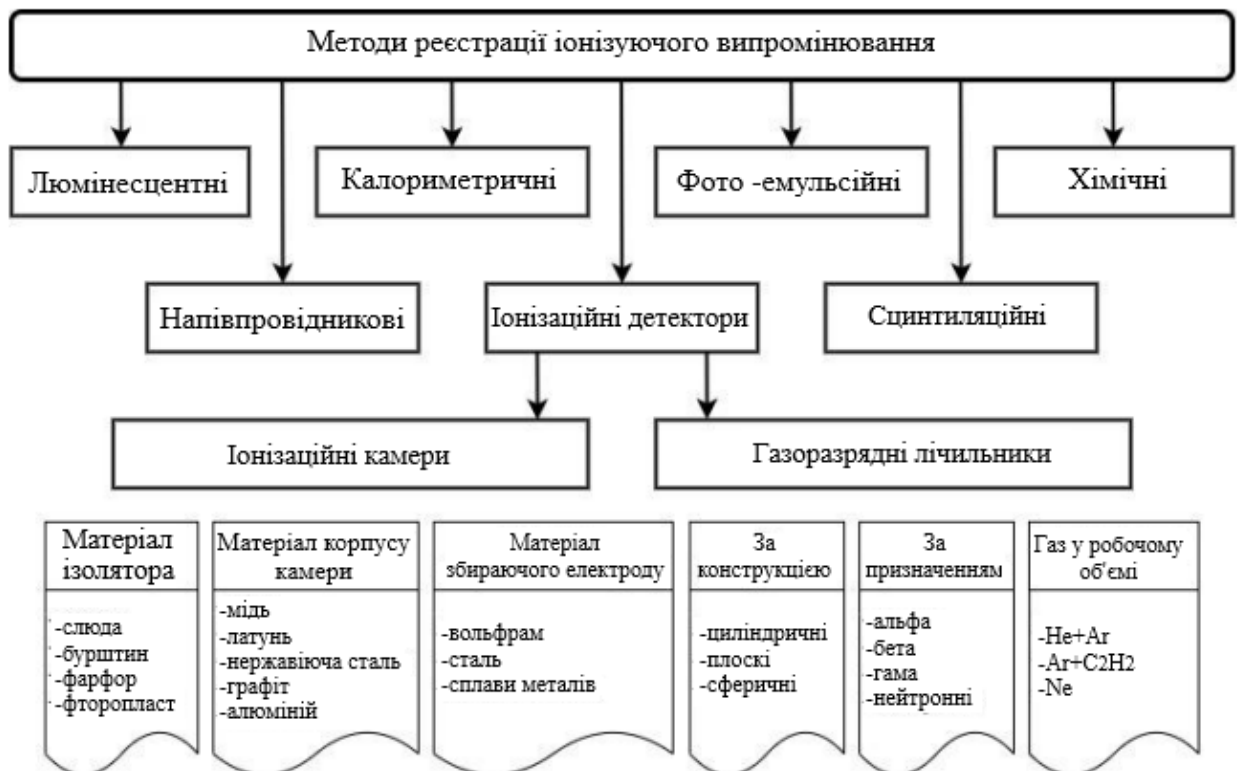 Методи реєстрації іонізуючого випромінювання
Люмінесцентні
Калориметричні
Фото -емульсійні
Хімічні
Напівпровідникові
Іонізаційні детектори
Сцинтиляційні
Іонізаційні камери
Газоразрядні лічильники
Матеріал
ізолятора
-слюда
-бурштин
-фарфор
-фторопласт
Матеріал корпусу
камери
-мідь
-латунь
-нержавіюча сталь
-графіт
-алюміній
Матеріал
збираючого електроду
-вольфрам
-сталь
-сплави металів
За
конструкцією
-циліндричні
-плоскі
-сферичні
За
призначенням
-альфа
-бета
-гама
-нейтронні
Газ у робочому
об'ємі
-He+Ar
-Ar+C2H2
-Ne